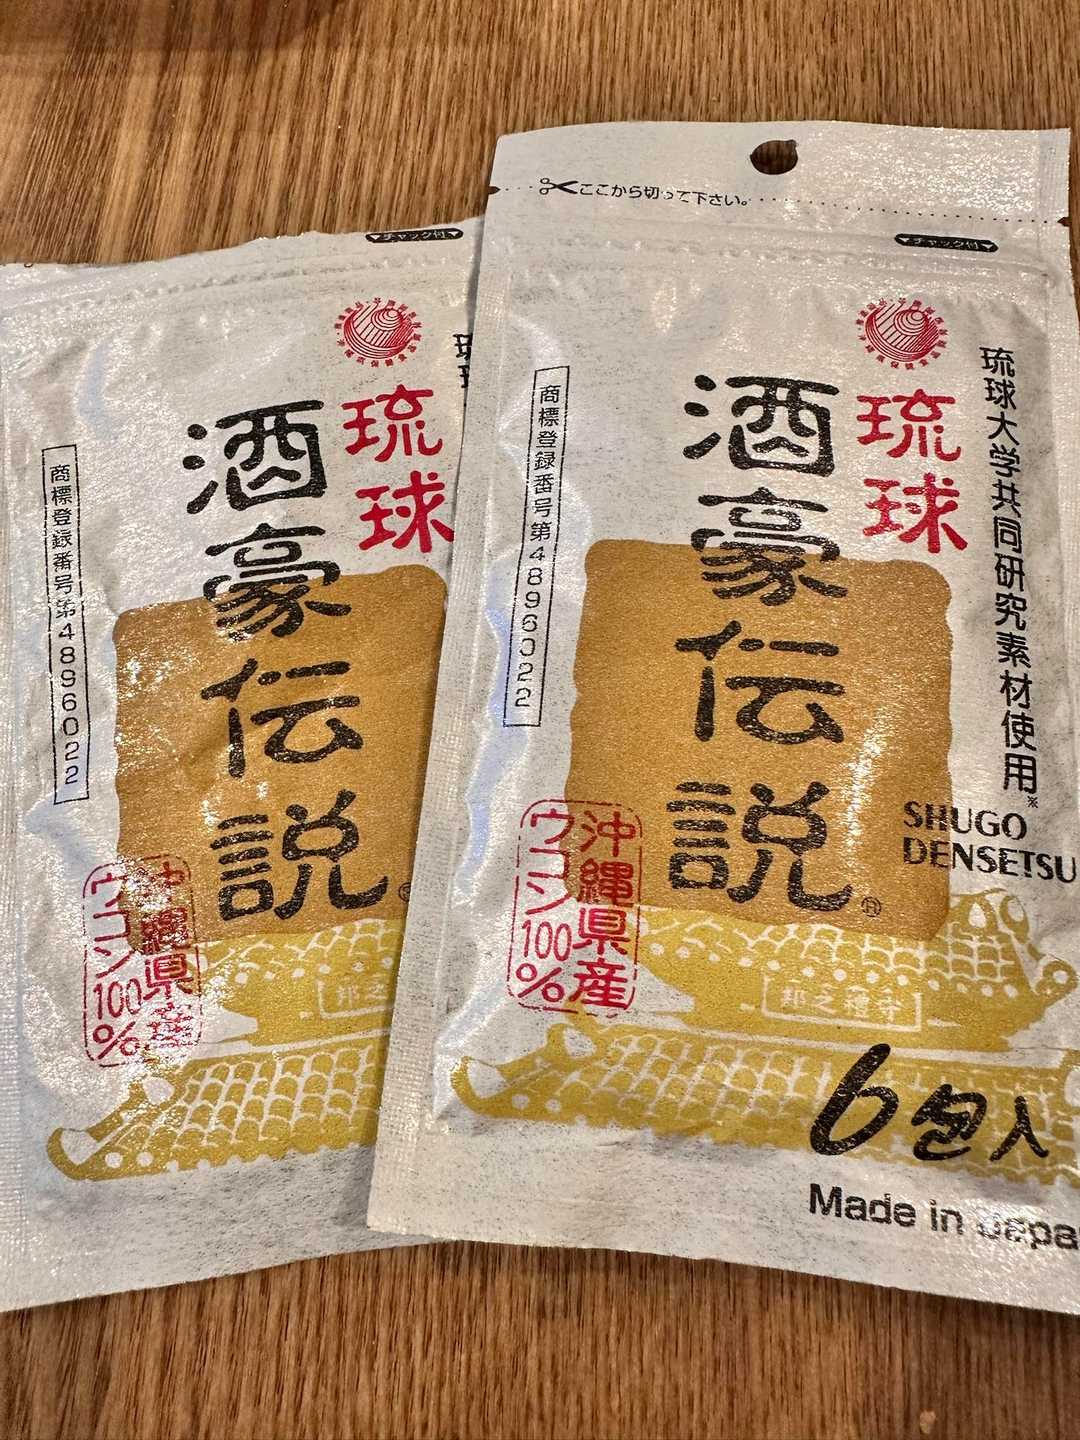 ここから切って下さい。
チャック付
琉球大学共同研究素材使用※
琉球
酒豪伝説®
商標登録番号第4896022
SHUGO
DENSETSU
沖縄県産
ウコン100%
6包入
Made in Japa
チャック付
琉球
酒豪伝説
商標登録番号第4896022
沖縄県産
ウコン100%